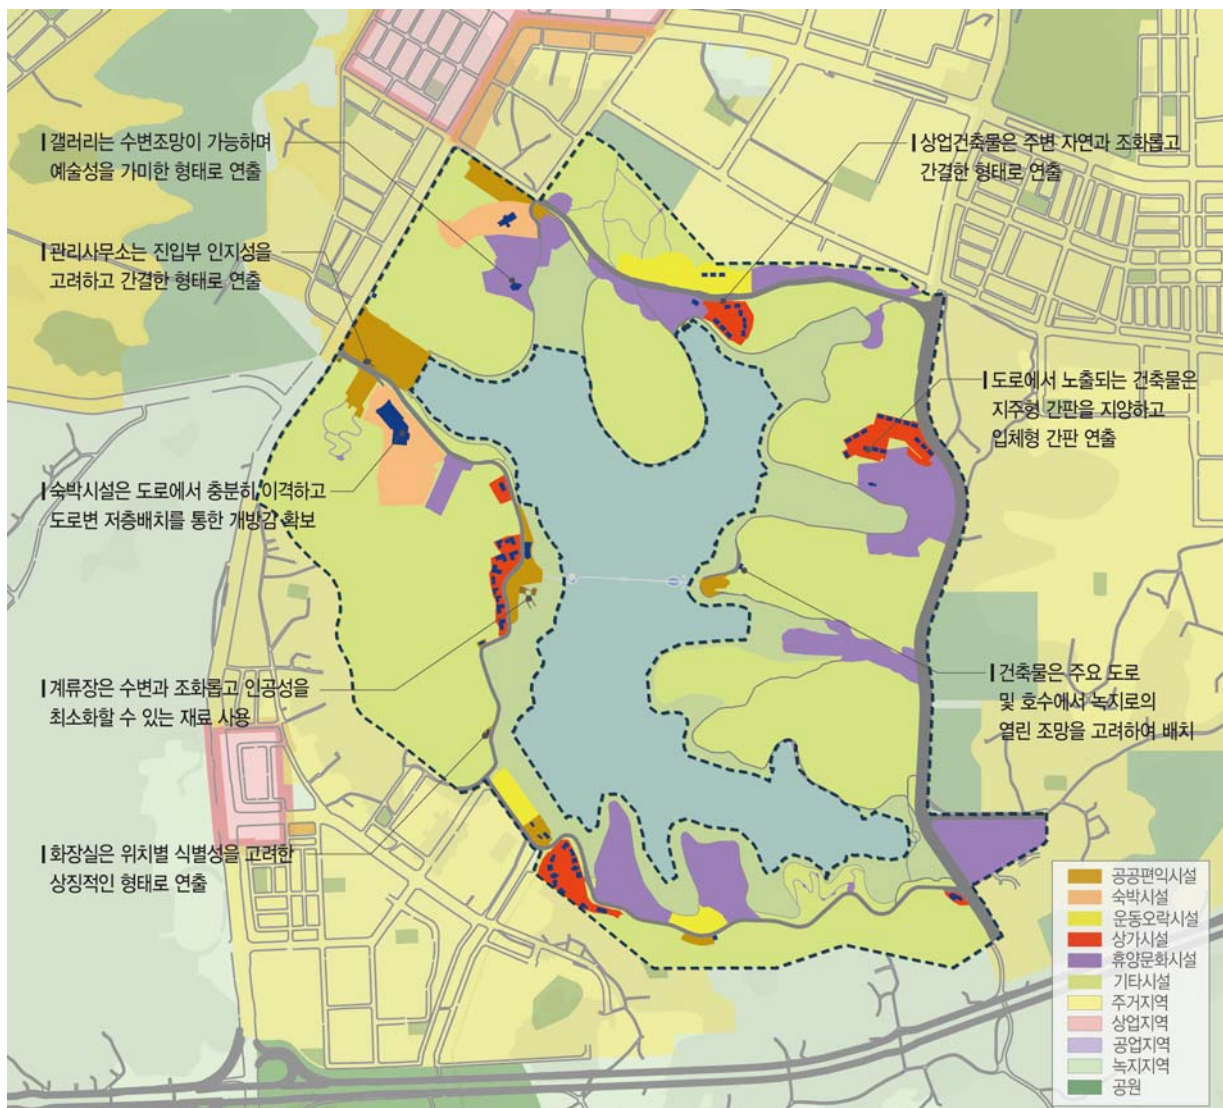 갤러리는 수변조망이 가능하며
예술성을 가미한 형태로 연출
상업건축물은 주변 자연과 조화롭고
간결한 형태로 연출
관리사무소는 진입부 인지성을
고려하고 간결한 형태로 연출
도로에서 노출되는 건축물은
지주형 간판을 지양하고
입체형 간판 연출
숙박시설은 도로에서 충분히 이격하고
도로변 저층배치를 통한 개방감 확보
계류장은 수변과 조화롭고 인공성을
최소화할 수 있는 재료 사용
건축물은 주요 도로
및 호수에서 녹지로의
열린 조망을 고려하여 배치
화장실은 위치별 식별성을 고려한
상징적인 형태로 연출
공공편익시설
숙박시설
운동오락시설
상가시설
휴양문화시설
기타시설
주거지역
상업지역
공업지역
녹지지역
공원